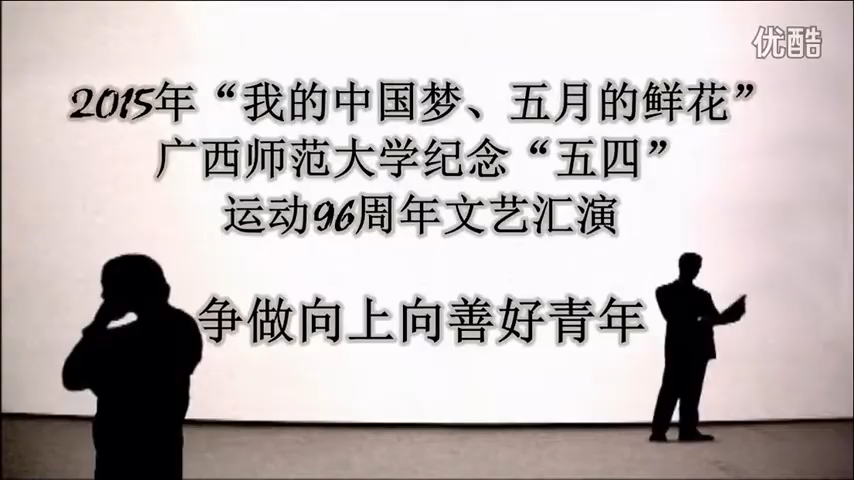 优酷
2015年“我的中国梦、五月的鲜花”
广西师范大学纪念“五四”
运动96周年文艺汇演
争做向上向善好青年